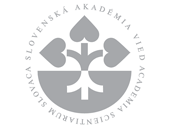 SLOVENSKÁ AKADÉMIA VIED
ACADEMIA SCIENTIARUM SLOVACA